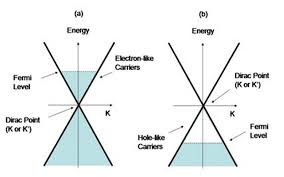 (a)
Energy
Electron-like
Carriers
Fermi
Level
Dirac Point
(K or K')
K
(b)
Energy
Dirac Point
(K or K')
K
Hole-like
Carriers
Fermi
Level